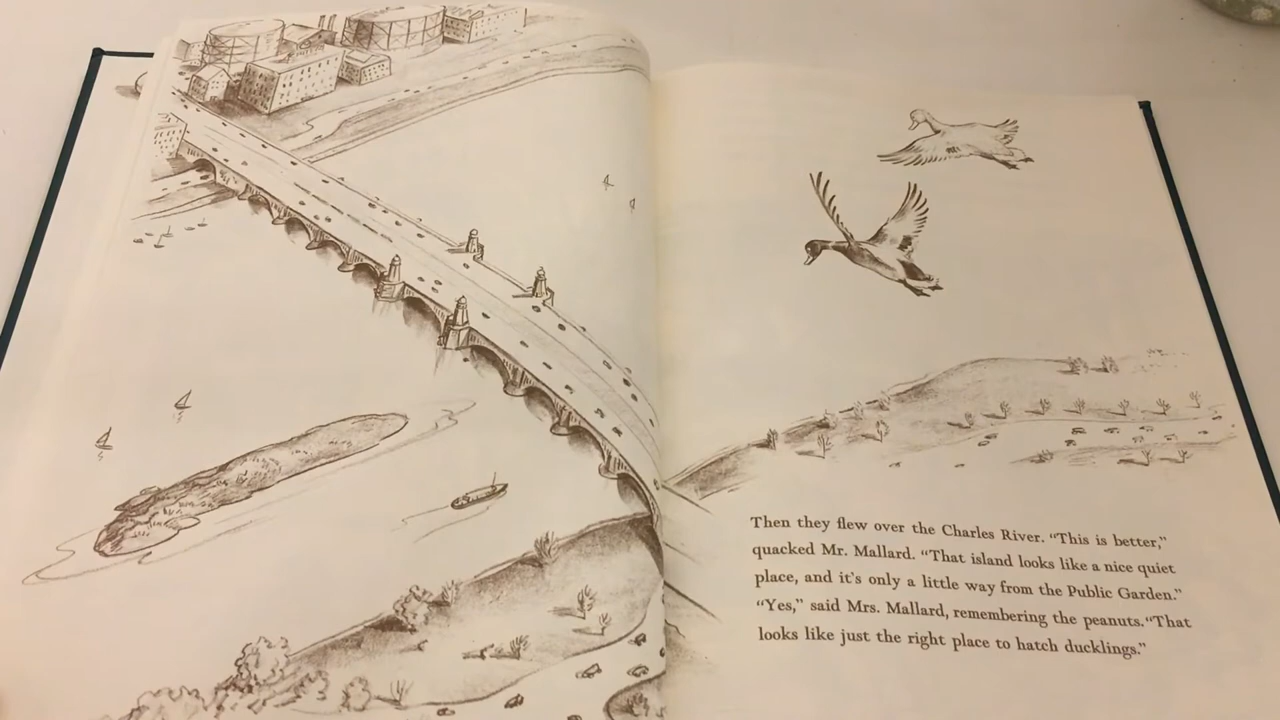 Then they flew over the Charles River. “This is better,”
quacked Mr. Mallard. “That island looks like a nice quiet
place, and it’s only a little way from the Public Garden.”
“Yes,” said Mrs. Mallard, remembering the peanuts. “That
looks like just the right place to hatch ducklings.”